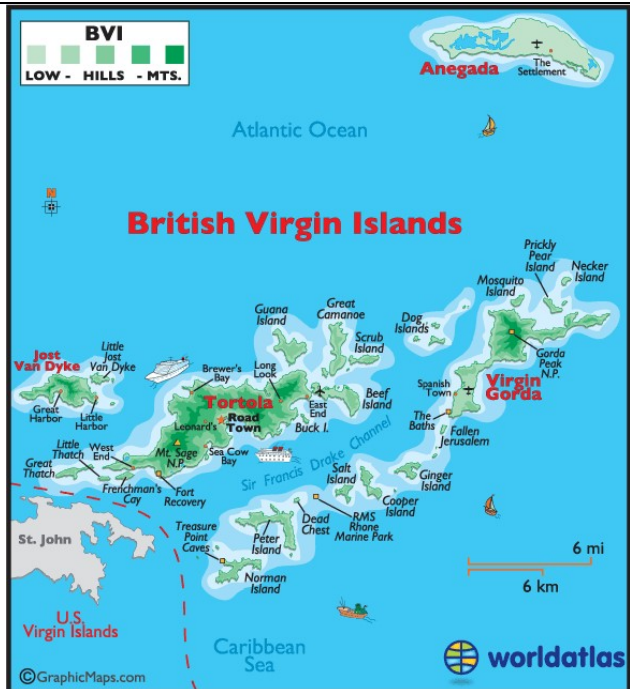 BVI
LOW - HILLS - MTS.
Anegada
The
Settlement
Atlantic Ocean
N
British Virgin Islands
Prickly
Pear
Island
Necker
Island
Mosquito
Island
Guana
Island
Great
Camanoe
Dog
Islands
Scrub
Island
Gorda
Peak
N.P.
Jost
Van Dyke
Little
Jost
Van Dyke
Brewer's
Bay
Long
Look
Great
Harbor
Little
Harbor
Tortola
Road
Town
Leonard's
East
End
Beef
Island
Buck I.
Spanish
Town
Virgin
Gorda
The
Baths
Fallen
Jerusalem
Little
Thatch
West
End
Mt. Sage
N.P.
Sea Cow
Bay
Great
Thatch
Frenchman's
Cay
Fort
Recovery
Sir Francis Drake Channel
Salt
Island
Cooper
Island
Ginger
Island
St. John
Treasure
Point
Caves
Peter
Island
Dead
Chest
RMS
Rhone
Marine Park
Norman
Island
6 mi
6 km
U.S.
Virgin Islands
Caribbean
Sea
worldatlas
©GraphicMaps.com